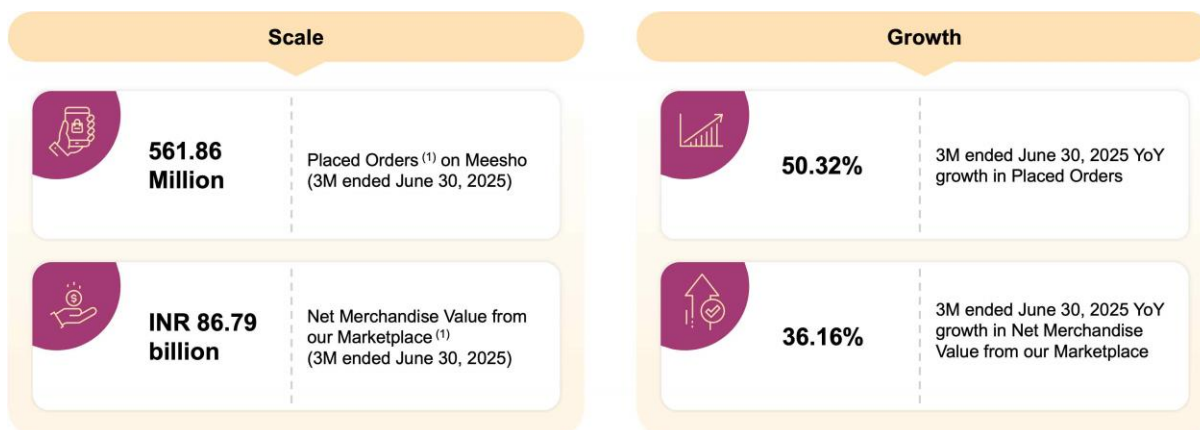 Scale
561.86
Million
Placed Orders (1) on Meesho
(3M ended June 30, 2025)
INR 86.79
billion
Net Merchandise Value from
our Marketplace (1)
(3M ended June 30, 2025)
Growth
50.32%
3M ended June 30, 2025 YoY
growth in Placed Orders
36.16%
3M ended June 30, 2025 YoY
growth in Net Merchandise
Value from our Marketplace